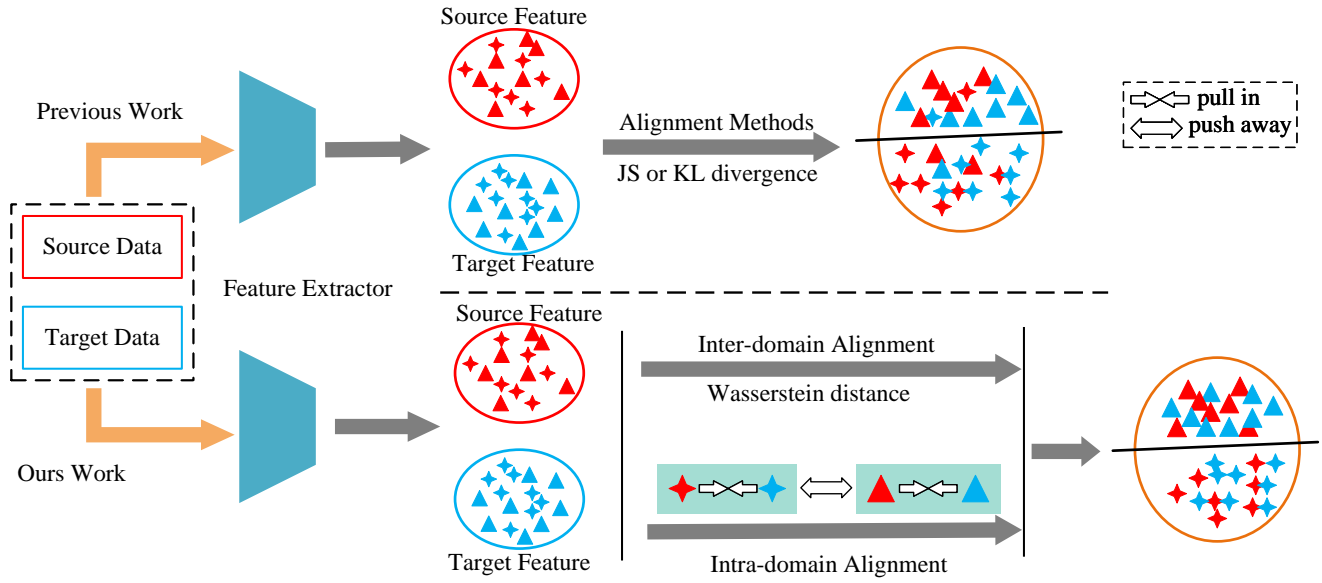 Source Feature
Previous Work
Alignment Methods
JS or KL divergence
pull in
push away
Source Data
Target Feature
Feature Extractor
Target Data
Source Feature
Inter-domain Alignment
Wasserstein distance
Ours Work
Target Feature
Intra-domain Alignment